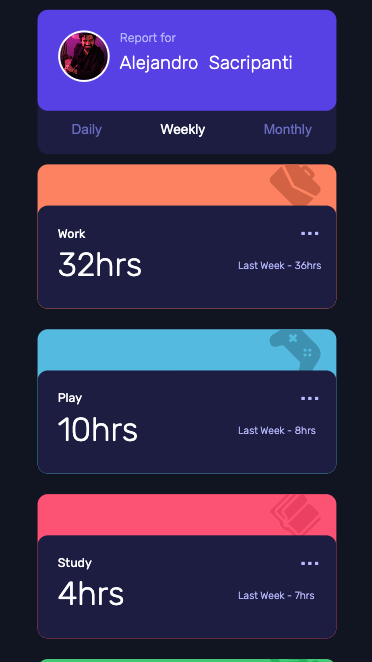 Report for
Alejandro Sacripanti
Daily Weekly Monthly
Work
32hrs
Last Week - 36hrs
Play
10hrs
Last Week - 8hrs
Study
4hrs
Last Week - 7hrs